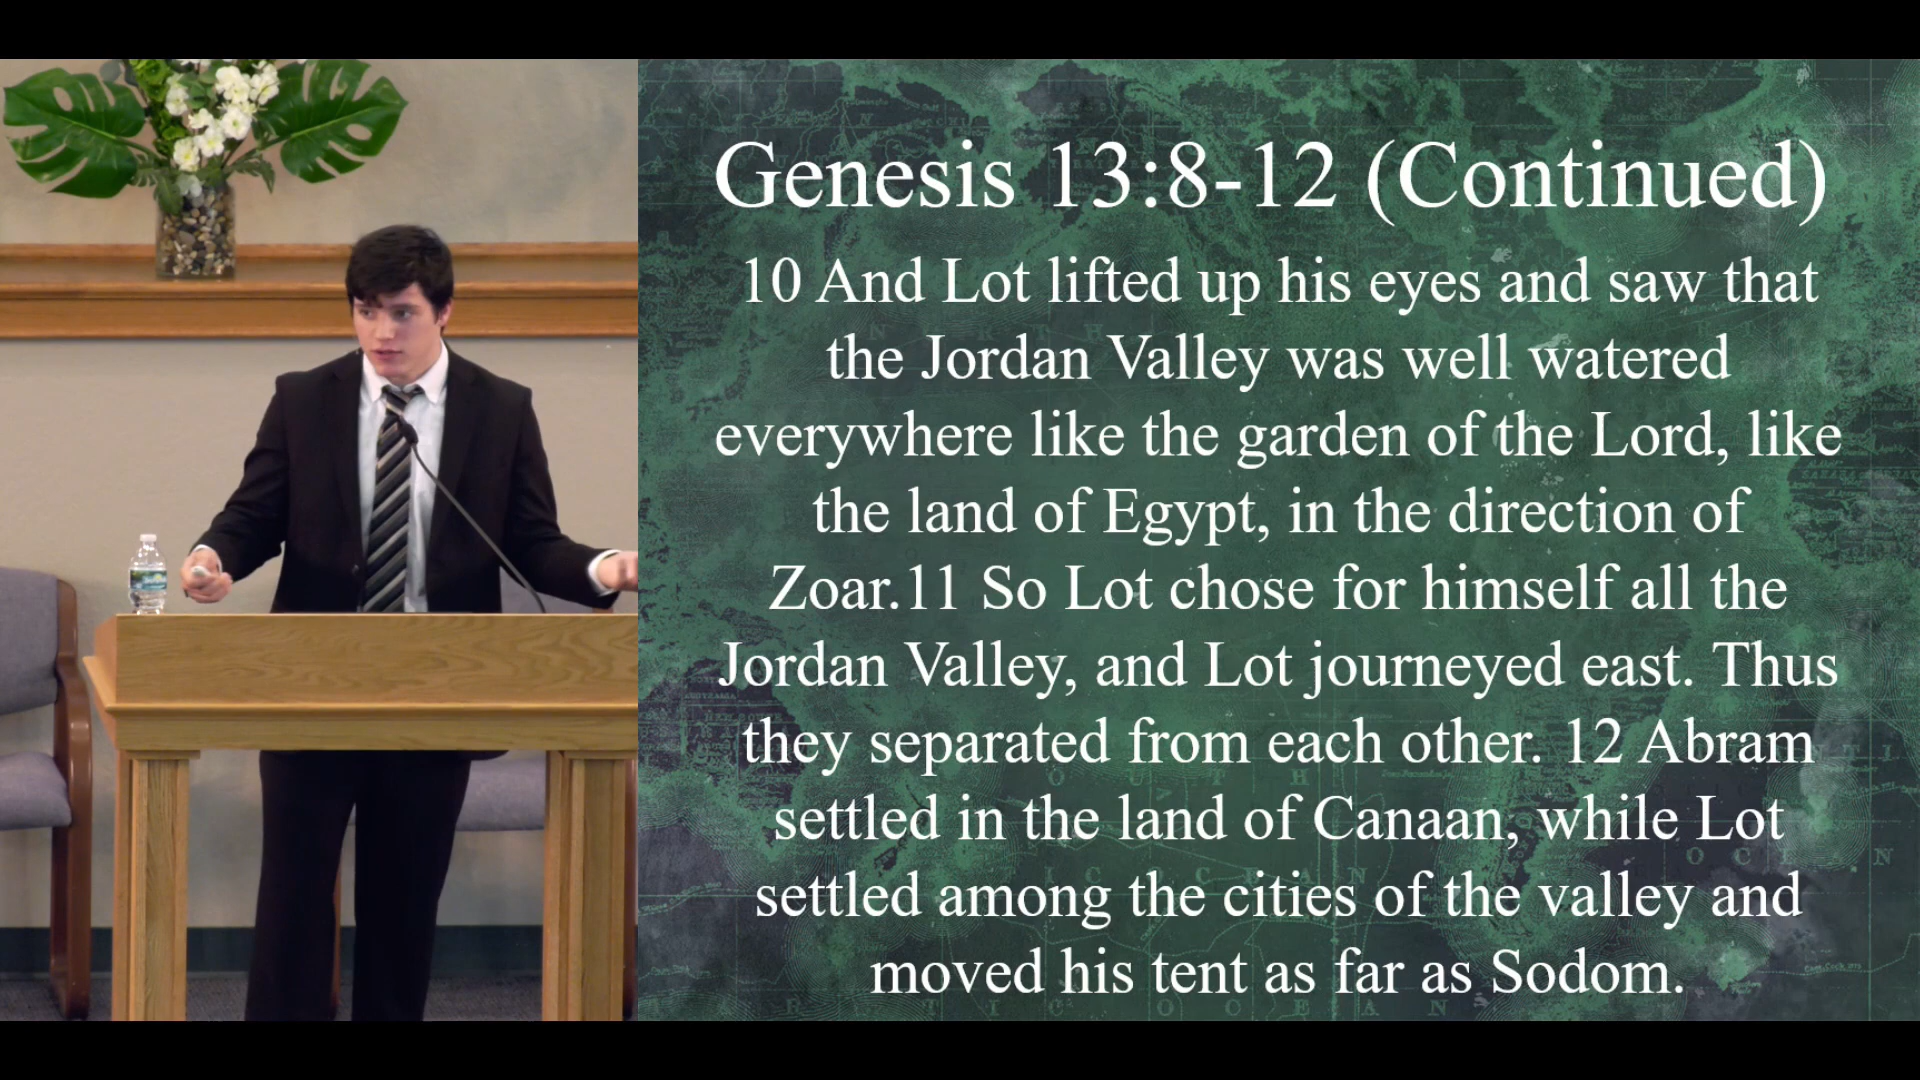 Genesis 13:8-12 (Continued)
10 And Lot lifted up his eyes and saw that
the Jordan Valley was well watered
everywhere like the garden of the Lord, like
the land of Egypt, in the direction of
Zoar.11 So Lot chose for himself all the
Jordan Valley, and Lot journeyed east. Thus
they separated from each other. 12 Abram
settled in the land of Canaan, while Lot
settled among the cities of the valley and
moved his tent as far as Sodom.